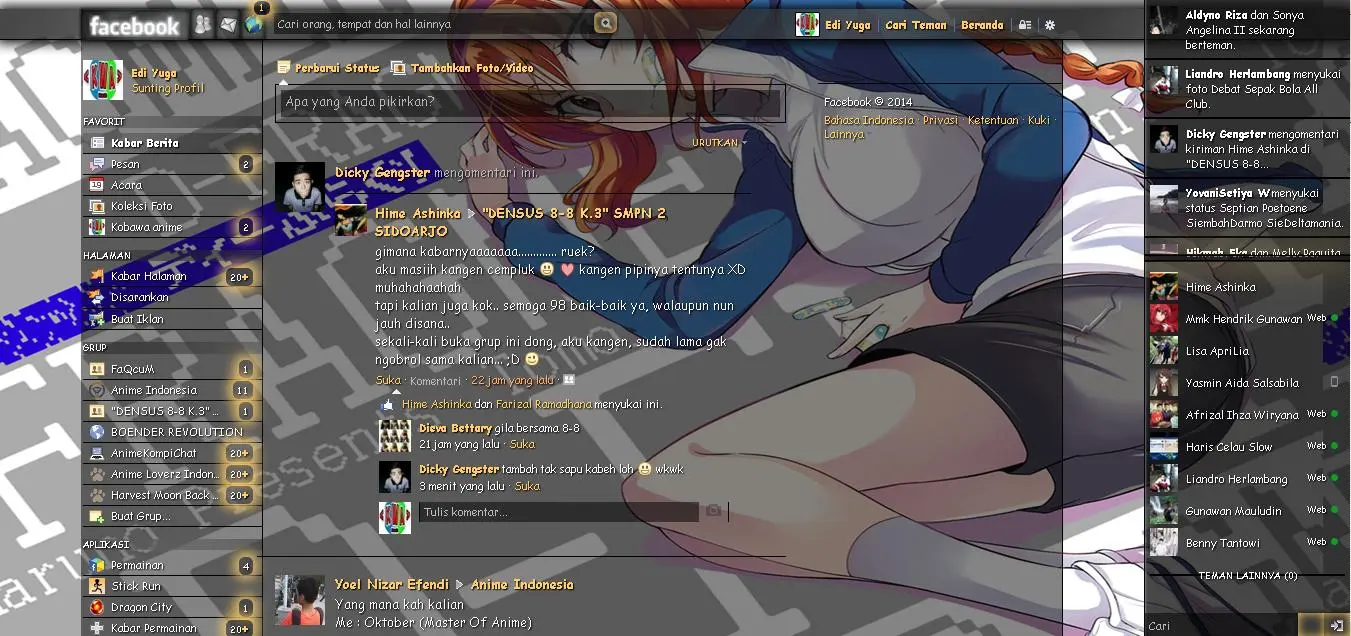 facebook
1
Cari orang, tempat dan hal lainnya
Edi Yuga
Cari Teman
Beranda
Edi Yuga
Sunting Profil
FAVORIT
Kabar Berita
Pesan 2
Acara
Koleksi Foto
Kobawa anime 2
HALAMAN
Kabar Halaman 20+
Disarankan
Buat Iklan
GRUP
FaQcuM 1
Anime Indonesia 11
"DENSUS 8-8 K.3" ... 1
BOENDER REVOLUTION
AnimeKompiChat 20+
Anime Loverz Indon... 20+
Harvest Moon Back ... 20+
Buat Grup...
APLIKASI
Permainan 4
Stick Run
Dragon City 1
Kabar Permainan 20+
Perbarui Status
Tambahkan Foto/Video
Apa yang Anda pikirkan?
URUTKAN
Dicky Gengster mengomentari ini.
Hime Ashinka ▷ "DENSUS 8-8 K.3" SMPN 2
SIDOARJO
gimana kabarnyaaaaaaa............ ruek?
aku masiih kangen cempluk 😃 ❤ kangen pipinya tentunya XD
muhahahaahah
tapi kalian juga kok.. semoga 98 baik-baik ya, walaupun nun
jauh disana..
sekali-kali buka grup ini dong, aku kangen, sudah lama gak
ngobrol sama kalian... ;D 😃
Suka · Komentari · 22 jam yang lalu ·
Hime Ashinka dan Farizal Ramadhana menyukai ini.
Dieva Bettary gila bersama 8-8
21 jam yang lalu · Suka
Dicky Gengster tambah tak sapu kabeh loh 😃 wkwk
3 menit yang lalu · Suka
Tulis komentar...
Yoel Nizar Efendi ▷ Anime Indonesia
Yang mana kah kalian
Me : Oktober (Master Of Anime)
Facebook © 2014
Bahasa Indonesia · Privasi · Ketentuan · Kuki ·
Lainnya
Aldyno Riza dan Sonya
Angelina II sekarang
berteman.
Liandro Herlambang menyukai
foto Debat Sepak Bola All
Club.
Dicky Gengster mengomentari
kiriman Hime Ashinka di
"DENSUS 8-8...
YovaniSetiya W menyukai
status Septian Poetoene
SiembahDarmo SieDeltamania.
Hime Ashinka
Mmk Hendrik Gunawan Web
Lisa ApriLia
Yasmin Aida Salsabila
Afrizal Ihza Wiryana Web
Haris Celau Slow Web
Liandro Herlambang Web
Gunawan Mauludin Web
Benny Tantowi Web
TEMAN LAINNYA (0)
Cari